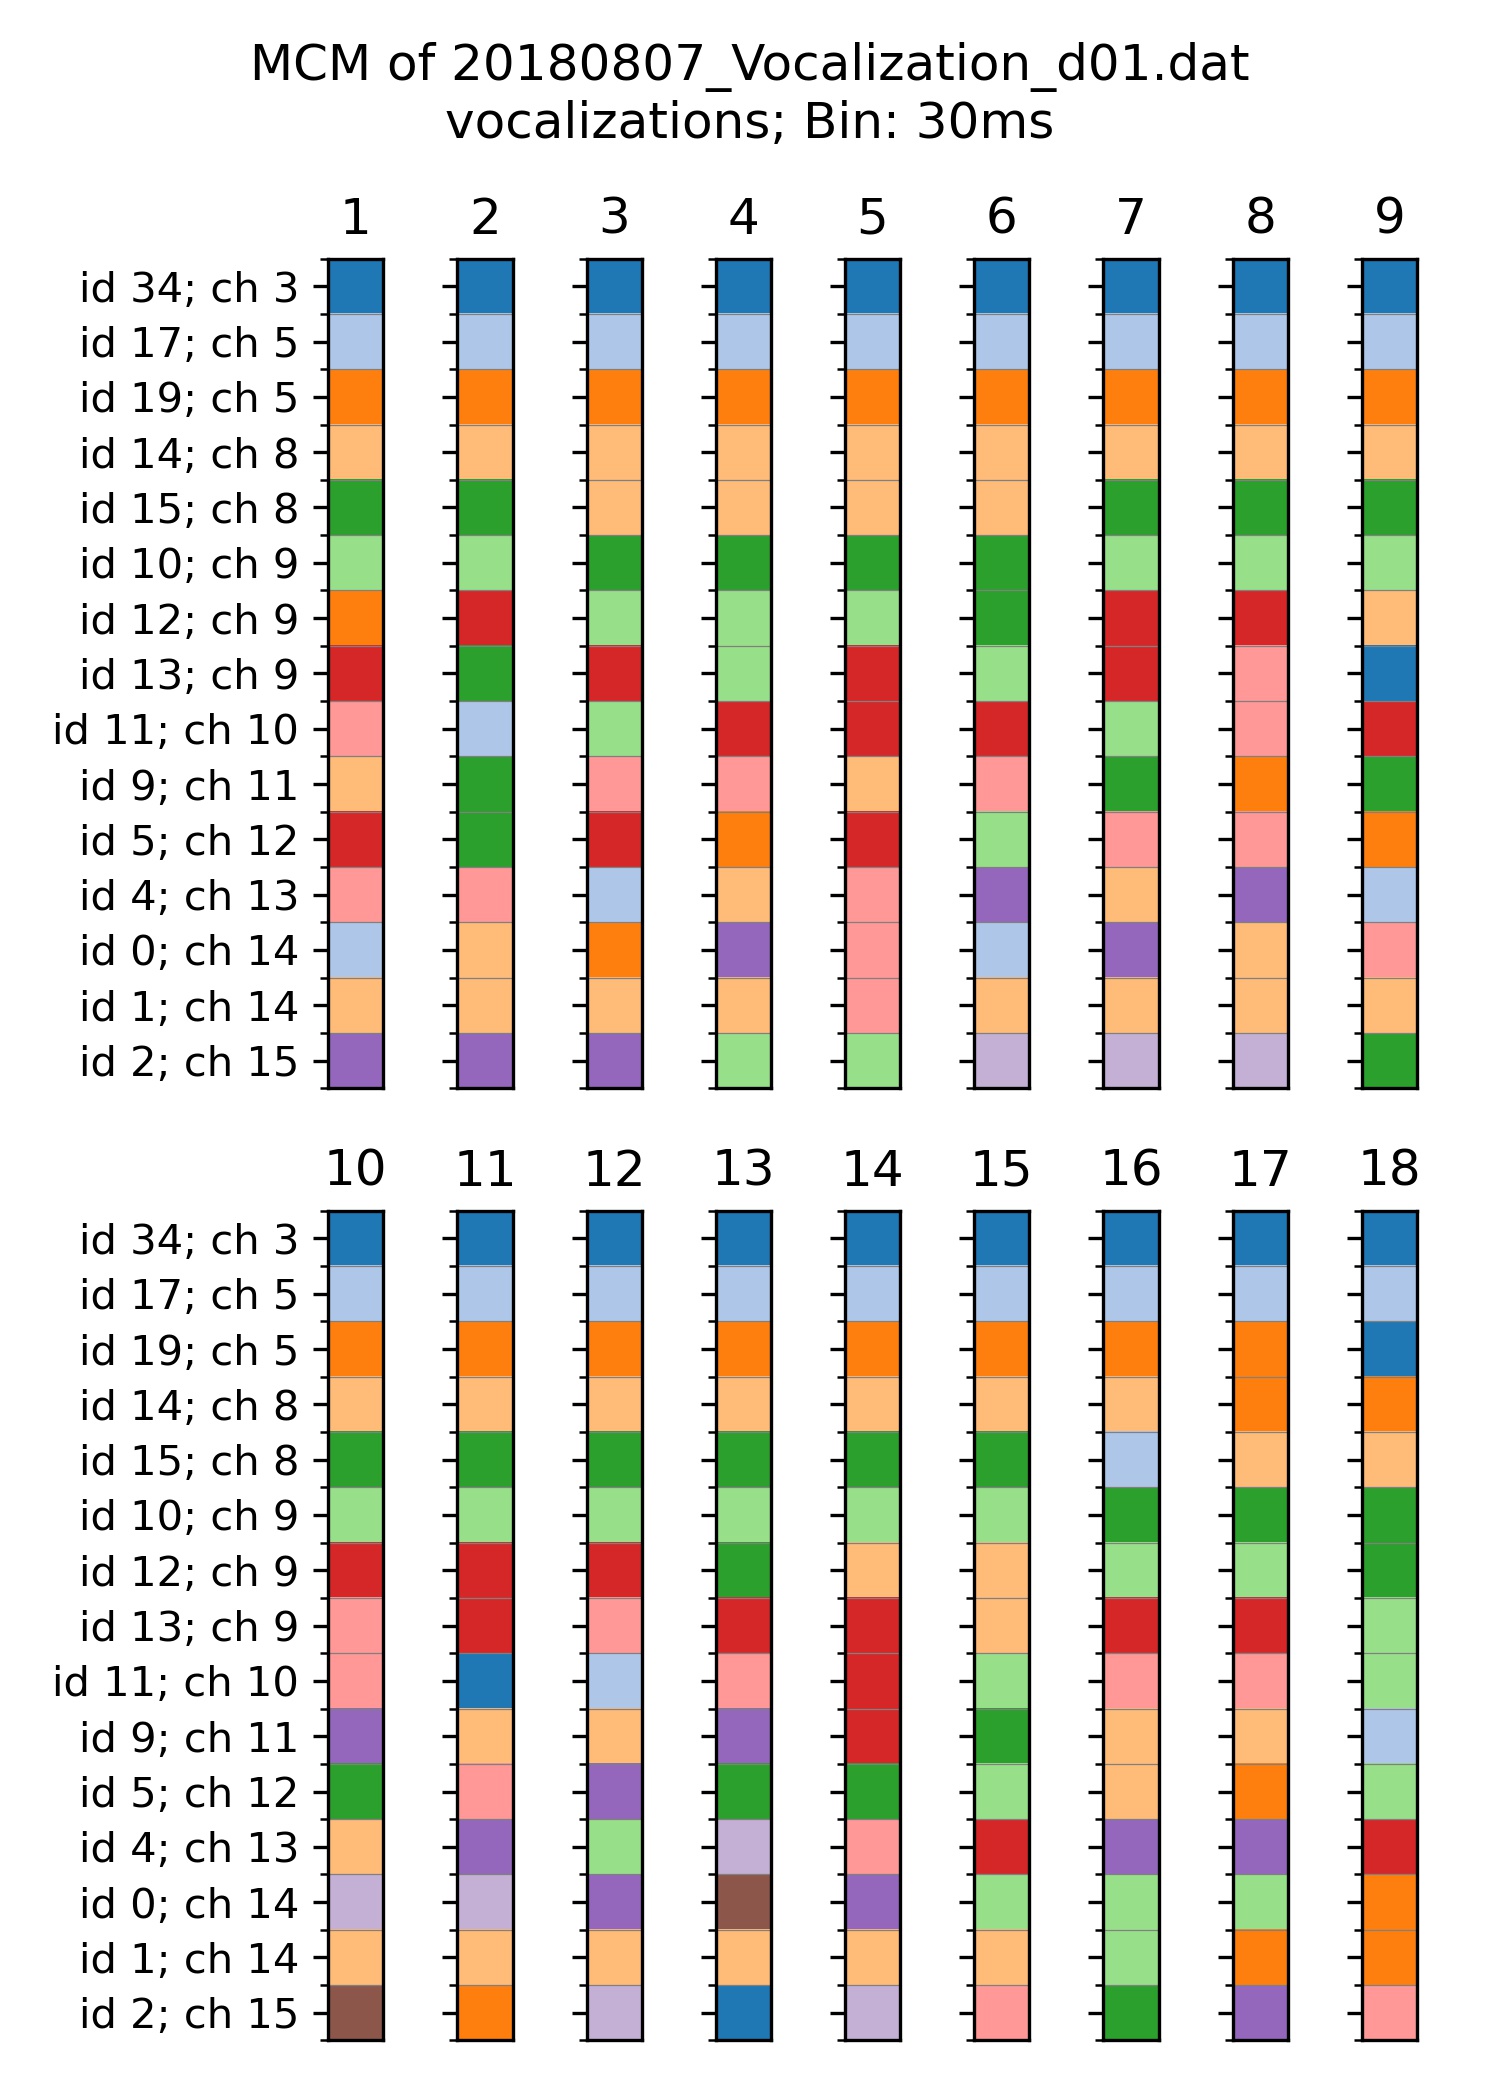 MCM of 20180807_Vocalization_d01.dat
vocalizations; Bin: 30ms
1 2 3 4 5 6 7 8 9
id 34; ch 3
id 17; ch 5
id 19; ch 5
id 14; ch 8
id 15; ch 8
id 10; ch 9
id 12; ch 9
id 13; ch 9
id 11; ch 10
id 9; ch 11
id 5; ch 12
id 4; ch 13
id 0; ch 14
id 1; ch 14
id 2; ch 15
10 11 12 13 14 15 16 17 18
id 34; ch 3
id 17; ch 5
id 19; ch 5
id 14; ch 8
id 15; ch 8
id 10; ch 9
id 12; ch 9
id 13; ch 9
id 11; ch 10
id 9; ch 11
id 5; ch 12
id 4; ch 13
id 0; ch 14
id 1; ch 14
id 2; ch 15